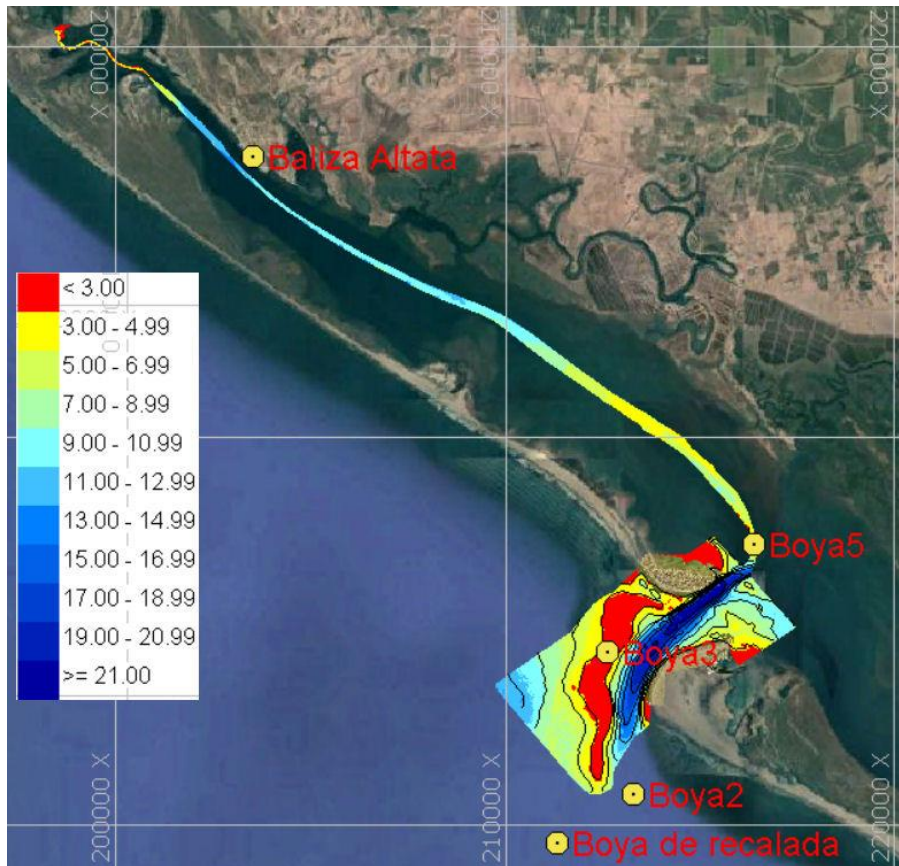 200000 X
210000 X
220000 X
Baliza Altata
< 3.00
3.00 - 4.99
5.00 - 6.99
7.00 - 8.99
9.00 - 10.99
11.00 - 12.99
13.00 - 14.99
15.00 - 16.99
17.00 - 18.99
19.00 - 20.99
>= 21.00
Boya5
Boya3
Boya2
Boya de recalada
200000 X
210000 X
220000 X